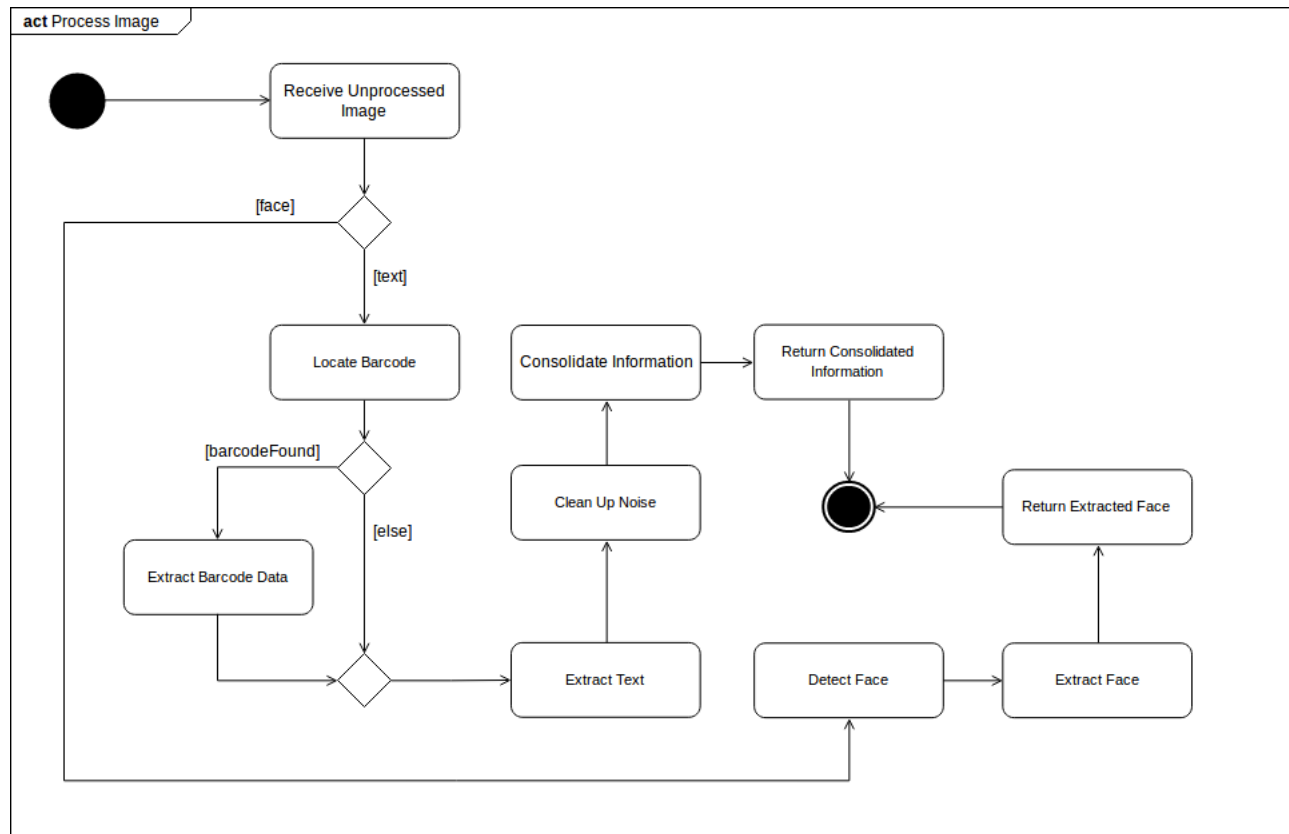 act Process Image
Receive Unprocessed
Image
[face]
[text]
Locate Barcode
Consolidate Information
Return Consolidated
Information
[barcodeFound]
Clean Up Noise
Return Extracted Face
[else]
Extract Barcode Data
Extract Text
Detect Face
Extract Face